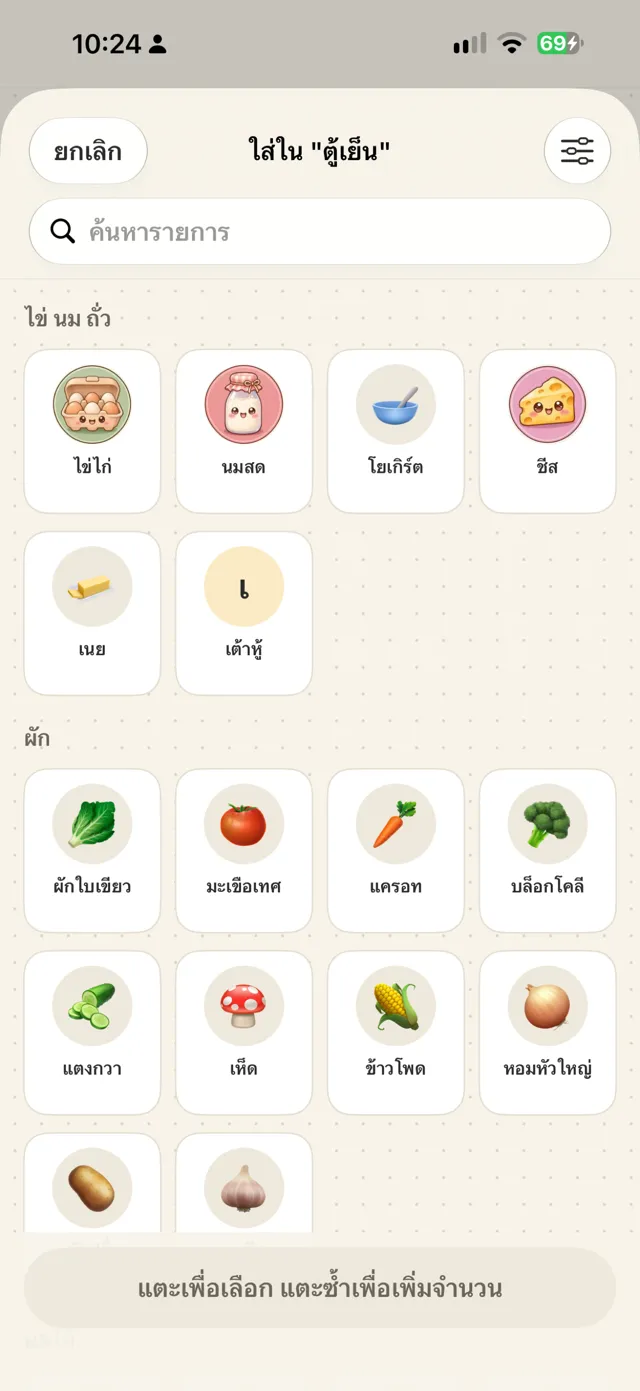 10:24
69
ยกเลิก
ใส่ใน "ตู้เย็น"
ค้นหารายการ
ไข่ นม ถั่ว
ไข่ไก่
นมสด
โยเกิร์ต
ชีส
เ
เนย
เต้าหู้
ผัก
ผักใบเขียว
มะเขือเทศ
แครอท
บล็อกโคลี
แตงกวา
เห็ด
ข้าวโพด
หอมหัวใหญ่
แตะเพื่อเลือก แตะซ้ำเพื่อเพิ่มจำนวน